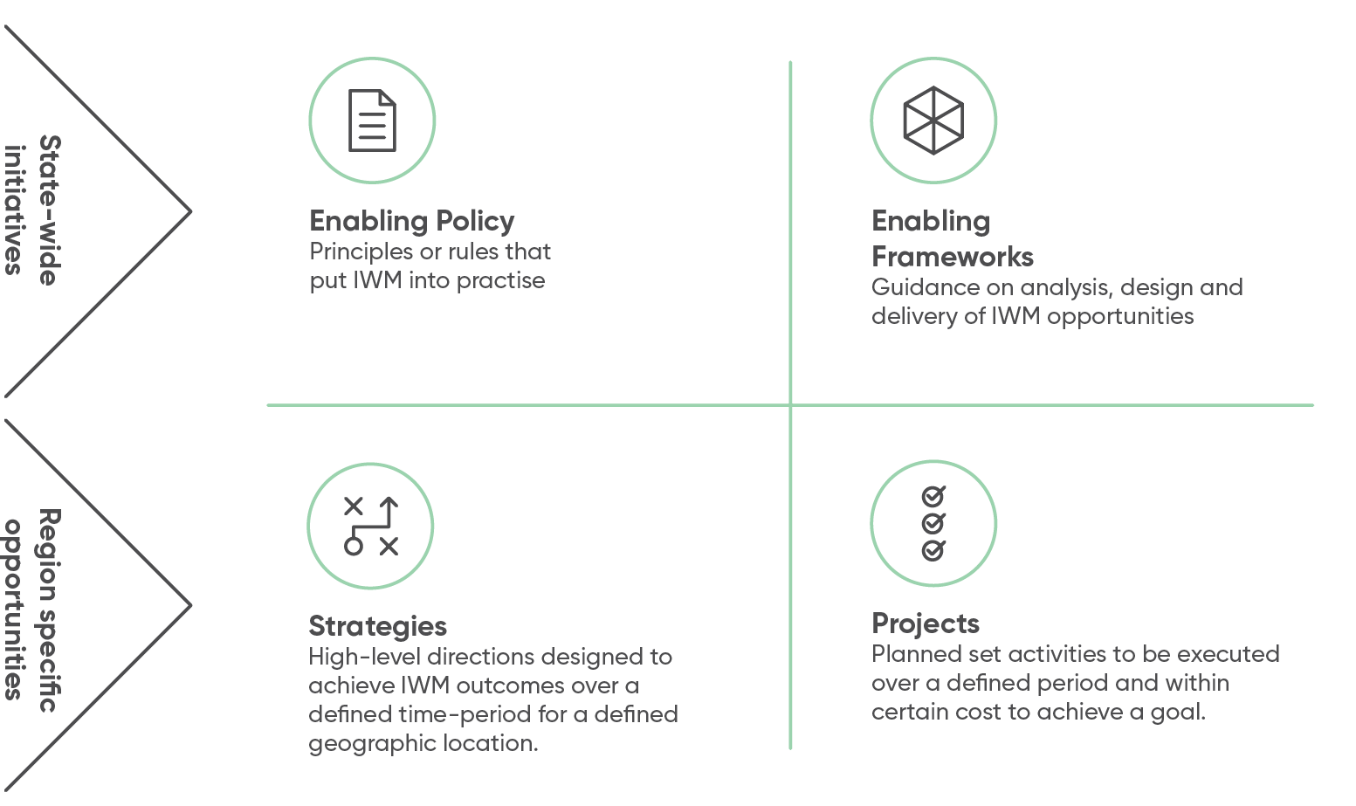 State-wide
initiatives
Enabling Policy
Principles or rules that
put IWM into practise
Enabling
Frameworks
Guidance on analysis, design and
delivery of IWM opportunities
Region specific
opportunities
Strategies
High-level directions designed to
achieve IWM outcomes over a
defined time-period for a defined
geographic location.
Projects
Planned set activities to be executed
over a defined period and within
certain cost to achieve a goal.